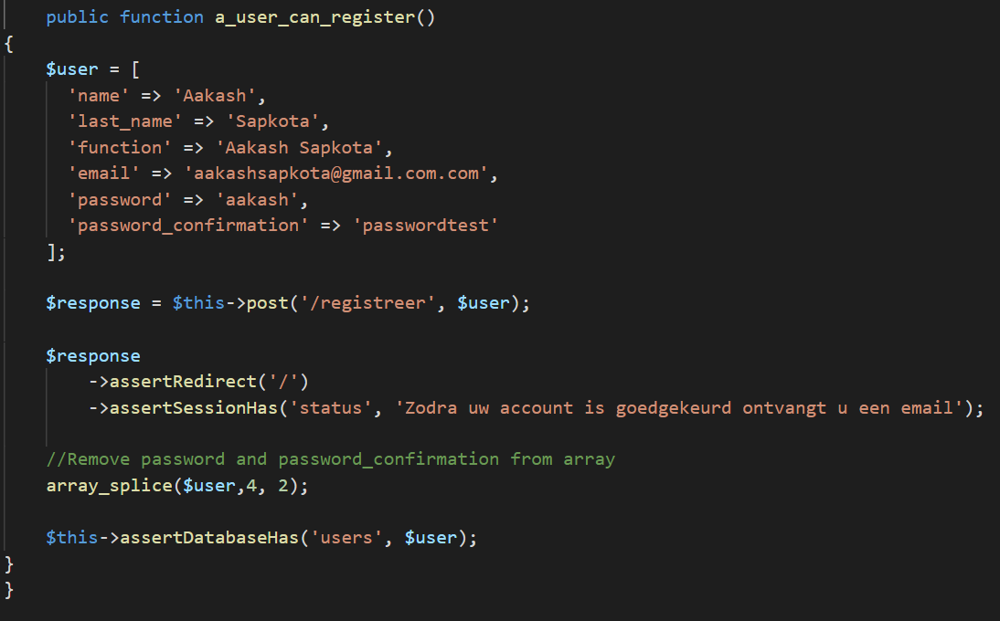 public function a_user_can_register()
{
$user = [
'name' => 'Aakash',
'last_name' => 'Sapkota',
'function' => 'Aakash Sapkota',
'email' => 'aakashsapkota@gmail.com.com',
'password' => 'aakash',
'password_confirmation' => 'passwordtest'
];
$response = $this->post('/registreer', $user);
$response
->assertRedirect('/')
->assertSessionHas('status', 'Zodra uw account is goedgekeurd ontvangt u een email');
//Remove password and password_confirmation from array
array_splice($user,4, 2);
$this->assertDatabaseHas('users', $user);
}
}